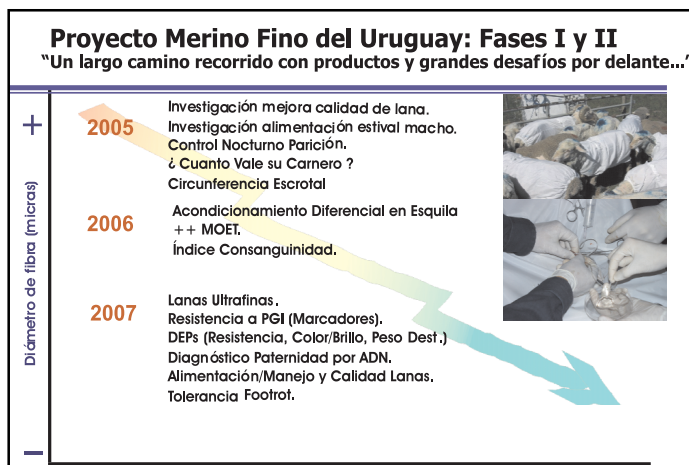 Proyecto Merino Fino del Uruguay: Fases I y II
“Un largo camino recorrido con productos y grandes desafíos por delante...”
+
Diámetro de fibra (micras)
−
2005
Investigación mejora calidad de lana.
Investigación alimentación estival macho.
Control Nocturno Parición.
¿ Cuanto Vale su Carnero ?
Circunferencia Escrotal
2006
Acondicionamiento Diferencial en Esquila
++ MOET.
Índice Consanguinidad.
2007
Lanas Ultrafinas.
Resistencia a PGI (Marcadores).
DEPs (Resistencia, Color/Brillo, Peso Dest.)
Diagnóstico Paternidad por ADN.
Alimentación/Manejo y Calidad Lanas.
Tolerancia Footrot.